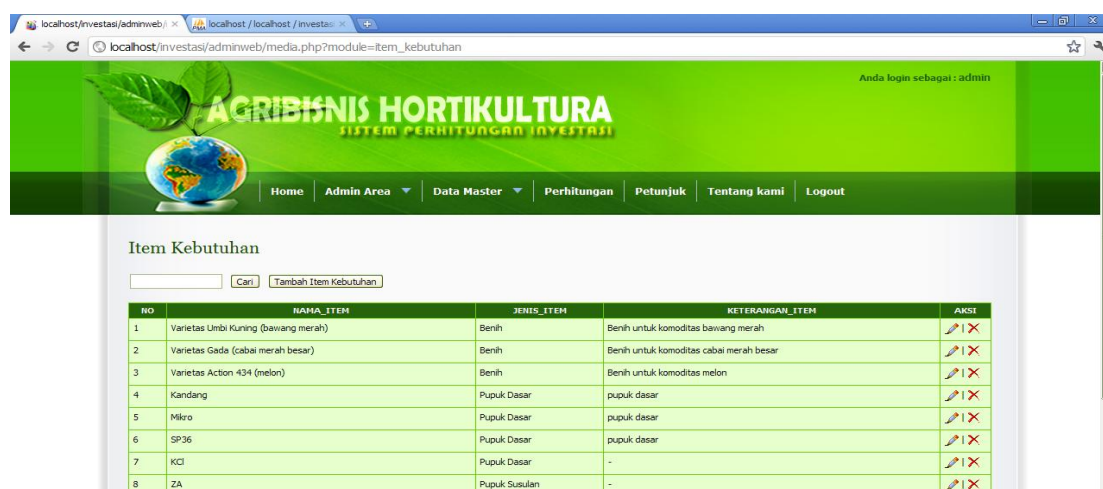 localhost/investasi/adminweb/
localhost / localhost / investas
localhost/investasi/adminweb/media.php?module=item_kebutuhan
Anda login sebagai : admin
AGRIBISNIS HORTIKULTURA
SISTEM PERHITUNGAN INVESTASI
Home Admin Area Data Master Perhitungan Petunjuk Tentang kami Logout
Item Kebutuhan
Cari Tambah Item Kebutuhan
NO NAMA_ITEM JENIS_ITEM KETERANGAN_ITEM AKSI
1 Varietas Umbi Kuning (bawang merah) Benih Benih untuk komoditas bawang merah |
2 Varietas Gada (cabai merah besar) Benih Benih untuk komoditas cabai merah besar |
3 Varietas Action 434 (melon) Benih Benih untuk komoditas melon |
4 Kandang Pupuk Dasar pupuk dasar |
5 Mikro Pupuk Dasar pupuk dasar |
6 SP36 Pupuk Dasar pupuk dasar |
7 KCl Pupuk Dasar - |
8 ZA Pupuk Susulan - |